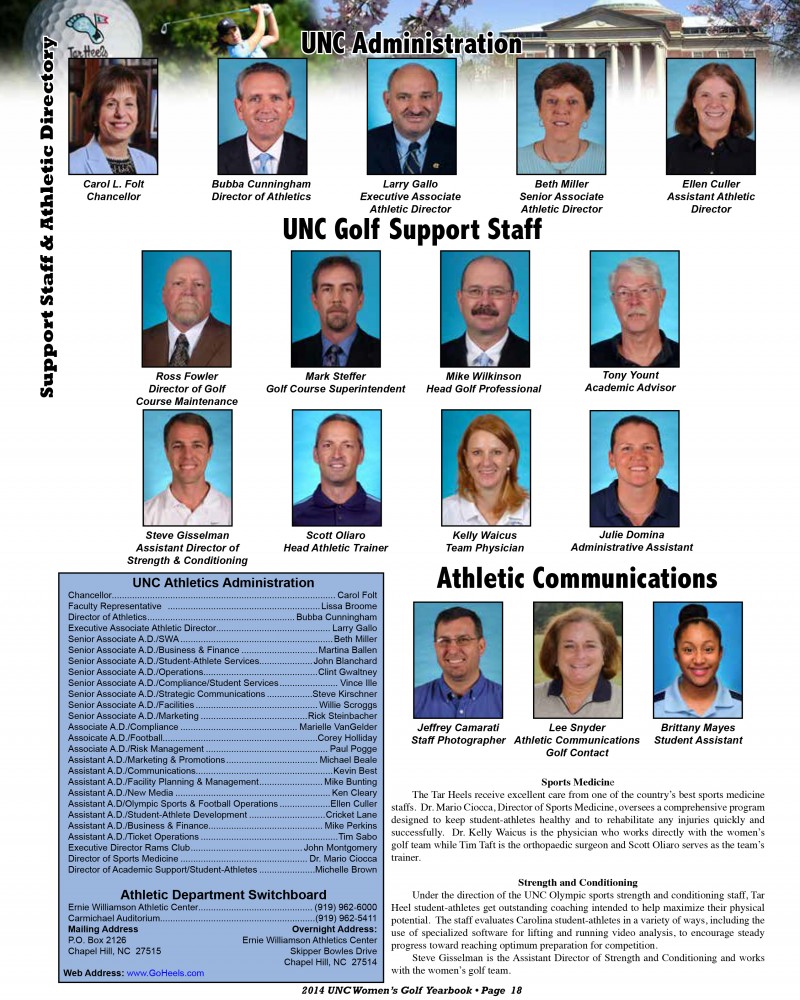 Tar Heels
UNC Administration
Support Staff & Athletic Directory
Carol L. Folt
Chancellor
Bubba Cunningham
Director of Athletics
Larry Gallo
Executive Associate
Athletic Director
Beth Miller
Senior Associate
Athletic Director
Ellen Culler
Assistant Athletic
Director
UNC Golf Support Staff
Ross Fowler
Director of Golf
Course Maintenance
Mark Steffer
Golf Course Superintendent
Mike Wilkinson
Head Golf Professional
Tony Yount
Academic Advisor
Steve Gisselman
Assistant Director of
Strength & Conditioning
Scott Oliaro
Head Athletic Trainer
Kelly Waicus
Team Physician
Julie Domina
Administrative Assistant
UNC Athletics Administration
Chancellor..... Carol Folt
Faculty Representative ..... Lissa Broome
Director of Athletics..... Bubba Cunningham
Executive Associate Athletic Director..... Larry Gallo
Senior Associate A.D./SWA ..... Beth Miller
Senior Associate A.D./Business & Finance ..... Martina Ballen
Senior Associate A.D./Student-Athlete Services..... John Blanchard
Senior Associate A.D./Operations..... Clint Gwaltney
Senior Associate A.D./Compliance/Student Services..... Vince Ille
Senior Associate A.D./Strategic Communications ..... Steve Kirschner
Senior Associate A.D./Facilities ..... Willie Scroggs
Senior Associate A.D./Marketing ..... Rick Steinbacher
Associate A.D./Compliance ..... Marielle VanGelder
Assoicate A.D./Football..... Corey Holliday
Associate A.D./Risk Management ..... Paul Pogge
Assistant A.D./Marketing & Promotions..... Michael Beale
Assistant A.D./Communications..... Kevin Best
Assistant A.D./Facility Planning & Management..... Mike Bunting
Assistant A.D./New Media ..... Ken Cleary
Assistant A.D/Olympic Sports & Football Operations ..... Ellen Culler
Assistant A.D./Student-Athlete Development ..... Cricket Lane
Assistant A.D./Business & Finance..... Mike Perkins
Assistant A.D./Ticket Operations ..... Tim Sabo
Executive Director Rams Club..... John Montgomery
Director of Sports Medicine ..... Dr. Mario Ciocca
Director of Academic Support/Student-Athletes ..... Michelle Brown
Athletic Department Switchboard
Ernie Williamson Athletic Center..... (919) 962-6000
Carmichael Auditorium..... (919) 962-5411
Mailing Address Overnight Address:
P.O. Box 2126 Ernie Williamson Athletics Center
Chapel Hill, NC 27515 Skipper Bowles Drive
Chapel Hill, NC 27514
Web Address: www.GoHeels.com
Athletic Communications
Jeffrey Camarati
Staff Photographer
Lee Snyder
Athletic Communications
Golf Contact
Brittany Mayes
Student Assistant
Sports Medicine
The Tar Heels receive excellent care from one of the country's best sports medicine
staffs. Dr. Mario Ciocca, Director of Sports Medicine, oversees a comprehensive program
designed to keep student-athletes healthy and to rehabilitate any injuries quickly and
successfully. Dr. Kelly Waicus is the physician who works directly with the women's
golf team while Tim Taft is the orthopaedic surgeon and Scott Oliaro serves as the team's
trainer.
Strength and Conditioning
Under the direction of the UNC Olympic sports strength and conditioning staff, Tar
Heel student-athletes get outstanding coaching intended to help maximize their physical
potential. The staff evaluates Carolina student-athletes in a variety of ways, including the
use of specialized software for lifting and running video analysis, to encourage steady
progress toward reaching optimum preparation for competition.
Steve Gisselman is the Assistant Director of Strength and Conditioning and works
with the women's golf team.
2014 UNC Women's Golf Yearbook • Page 18